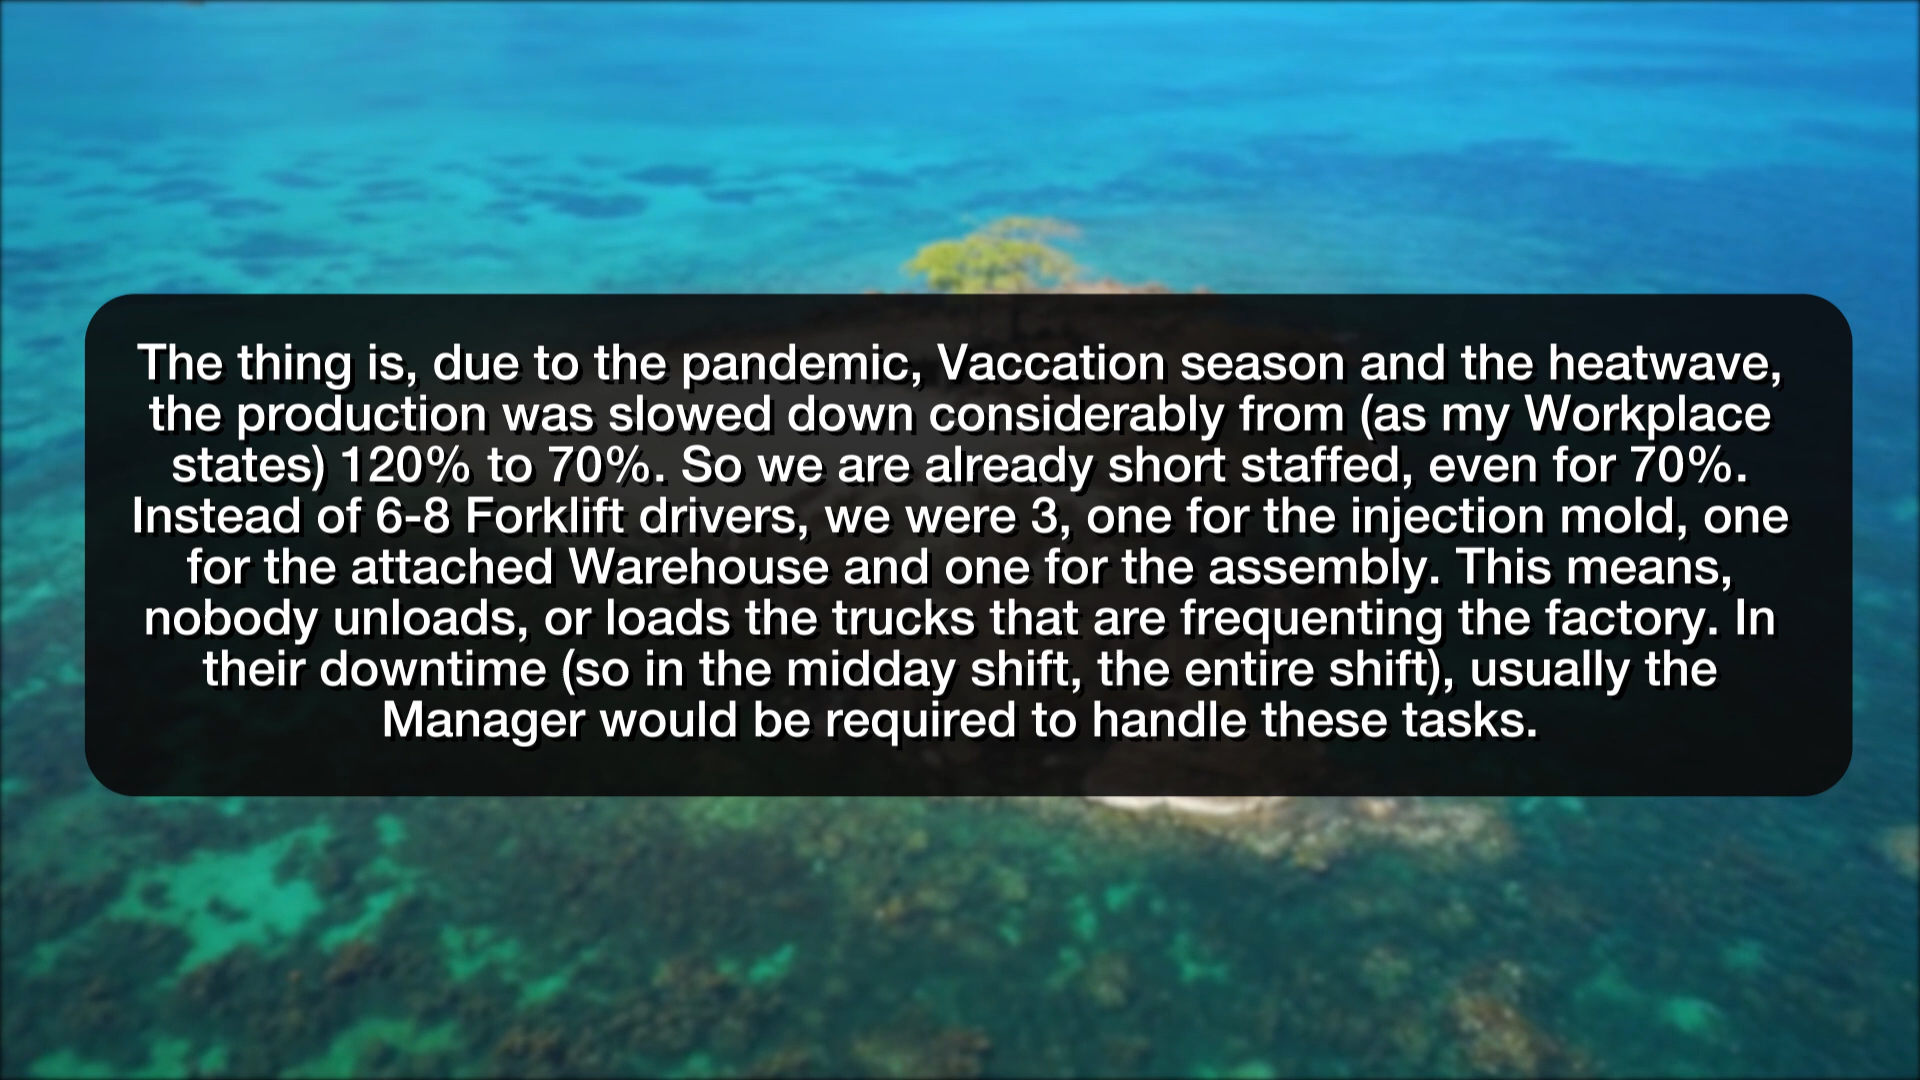 The thing is, due to the pandemic, Vaccation season and the heatwave,
the production was slowed down considerably from (as my Workplace
states) 120% to 70%. So we are already short staffed, even for 70%.
Instead of 6-8 Forklift drivers, we were 3, one for the injection mold, one
for the attached Warehouse and one for the assembly. This means,
nobody unloads, or loads the trucks that are frequenting the factory. In
their downtime (so in the midday shift, the entire shift), usually the
Manager would be required to handle these tasks.